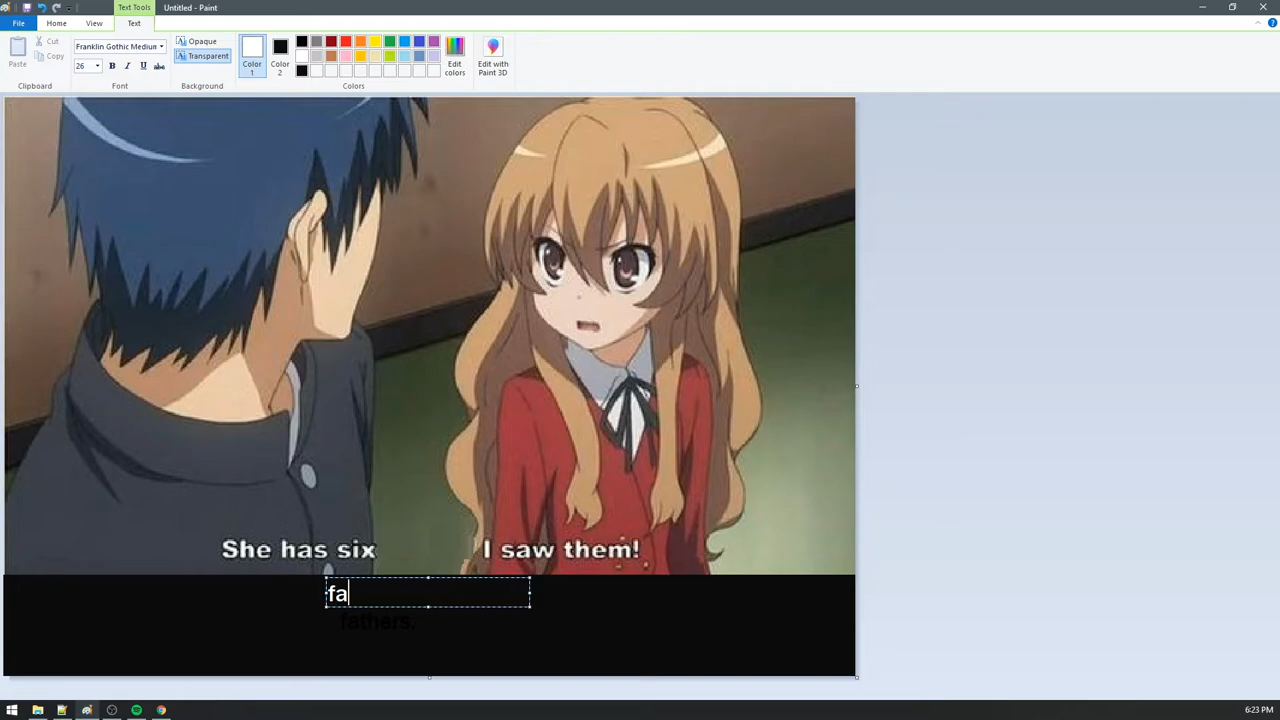 Text Tools
Untitled - Paint
File
Home
View
Text
Paste
Cut
Copy
Clipboard
Franklin Gothic Medium
26
B I U abc
Font
Opaque
Transparent
Background
Color 1
Color 2
Edit colors
Edit with Paint 3D
Colors
She has six I saw them!
fa
fathers.
6:23 PM